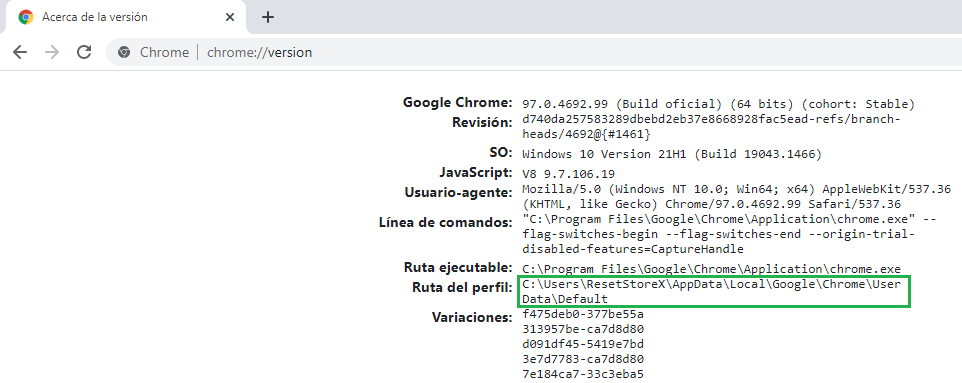 Acerca de la versión
Chrome | chrome://version
Google Chrome: 97.0.4692.99 (Build oficial) (64 bits) (cohort: Stable)
Revisión: d740da257583289dbebd2eb37e8668928fac5ead-refs/branch-
heads/4692@{#1461}
SO: Windows 10 Version 21H1 (Build 19043.1466)
JavaScript: V8 9.7.106.19
Usuario-agente: Mozilla/5.0 (Windows NT 10.0; Win64; x64) AppleWebKit/537.36
(KHTML, like Gecko) Chrome/97.0.4692.99 Safari/537.36
Línea de comandos: "C:\Program Files\Google\Chrome\Application\chrome.exe" --
flag-switches-begin --flag-switches-end --origin-trial-
disabled-features=CaptureHandle
Ruta ejecutable: C:\Program Files\Google\Chrome\Application\chrome.exe
Ruta del perfil: C:\Users\ResetStoreX\AppData\Local\Google\Chrome\User
Data\Default
Variaciones: f475deb0-377be55a
313957be-ca7d8d80
d091df45-5419e7bd
3e7d7783-ca7d8d80
7e184ca7-33c3eba5